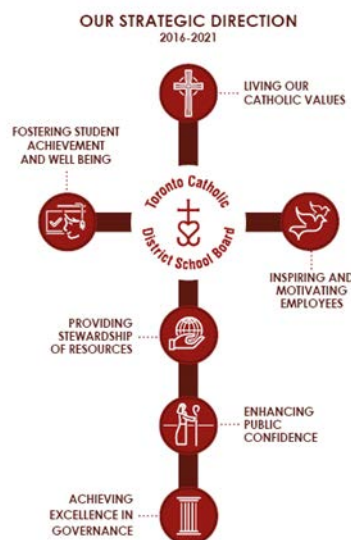 OUR STRATEGIC DIRECTION
2016-2021
LIVING OUR
CATHOLIC VALUES
FOSTERING STUDENT
ACHIEVEMENT
AND WELL BEING
Toronto Catholic
District School Board
INSPIRING AND
MOTIVATING
EMPLOYEES
PROVIDING
STEWARDSHIP
OF RESOURCES
ENHANCING
PUBLIC
CONFIDENCE
ACHIEVING
EXCELLENCE IN
GOVERNANCE